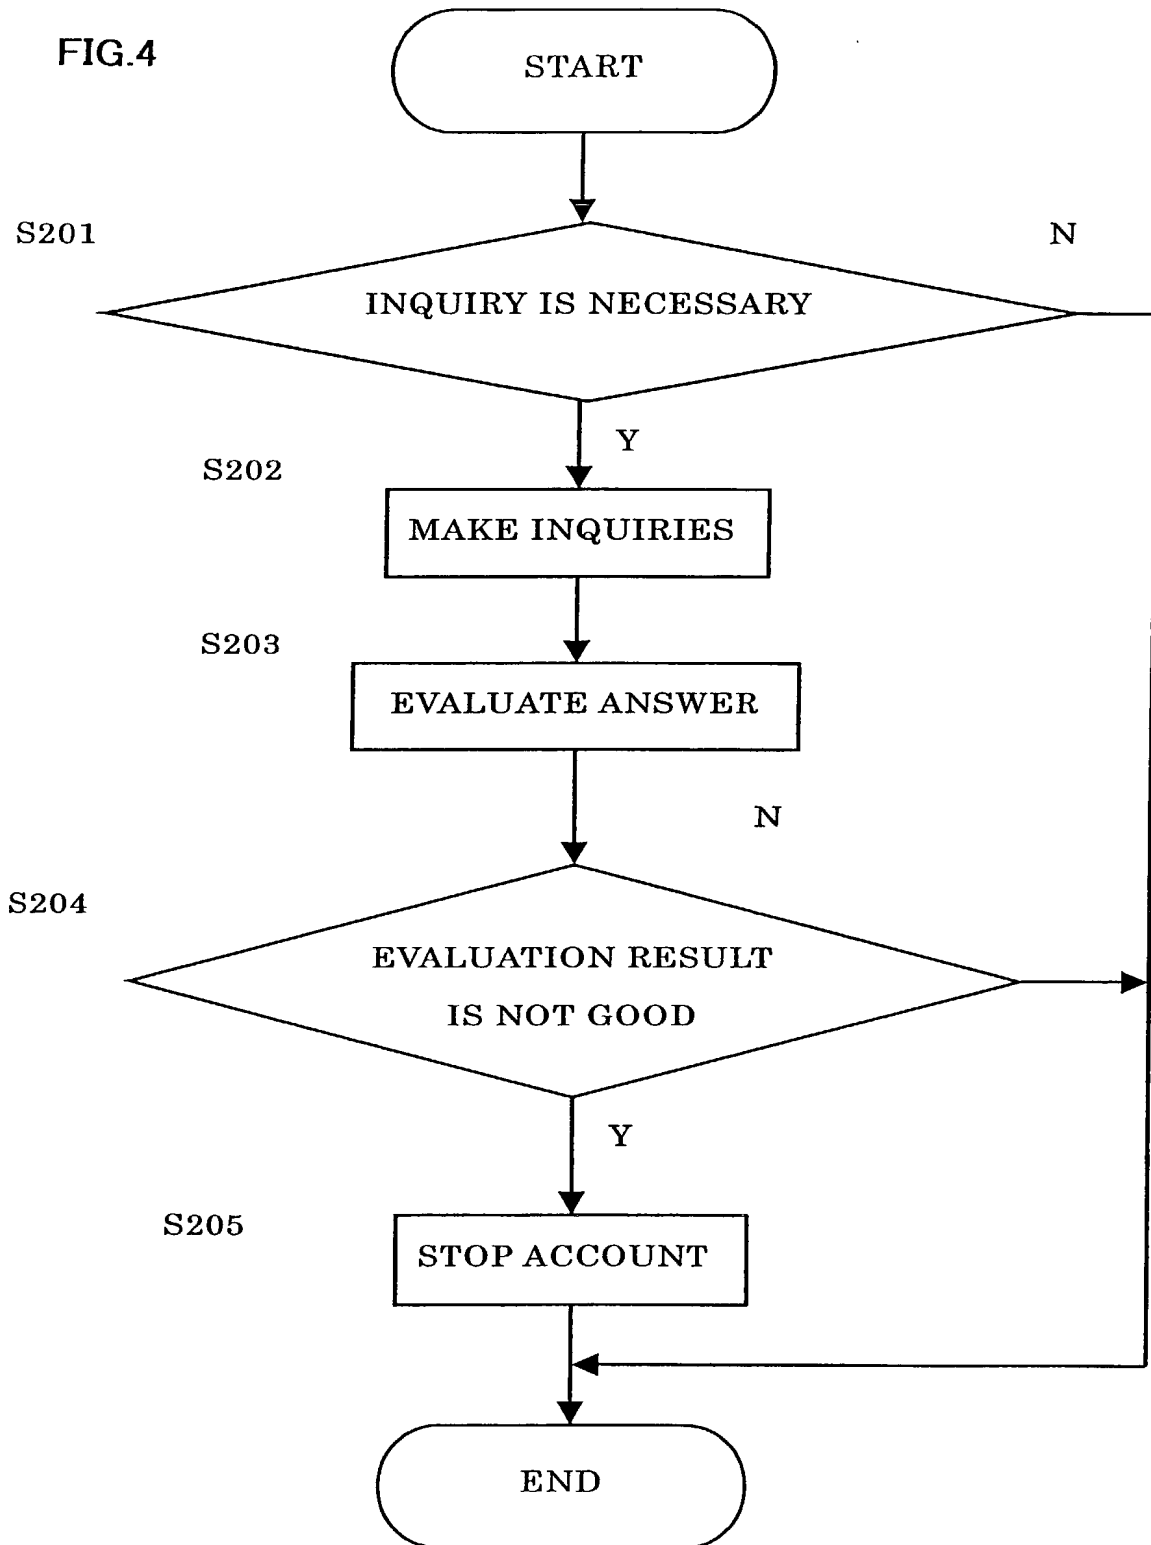 FIG.4
START
S201
N
INQUIRY IS NECESSARY
Y
S202
MAKE INQUIRIES
S203
EVALUATE ANSWER
N
S204
EVALUATION RESULT
IS NOT GOOD
Y
S205
STOP ACCOUNT
END